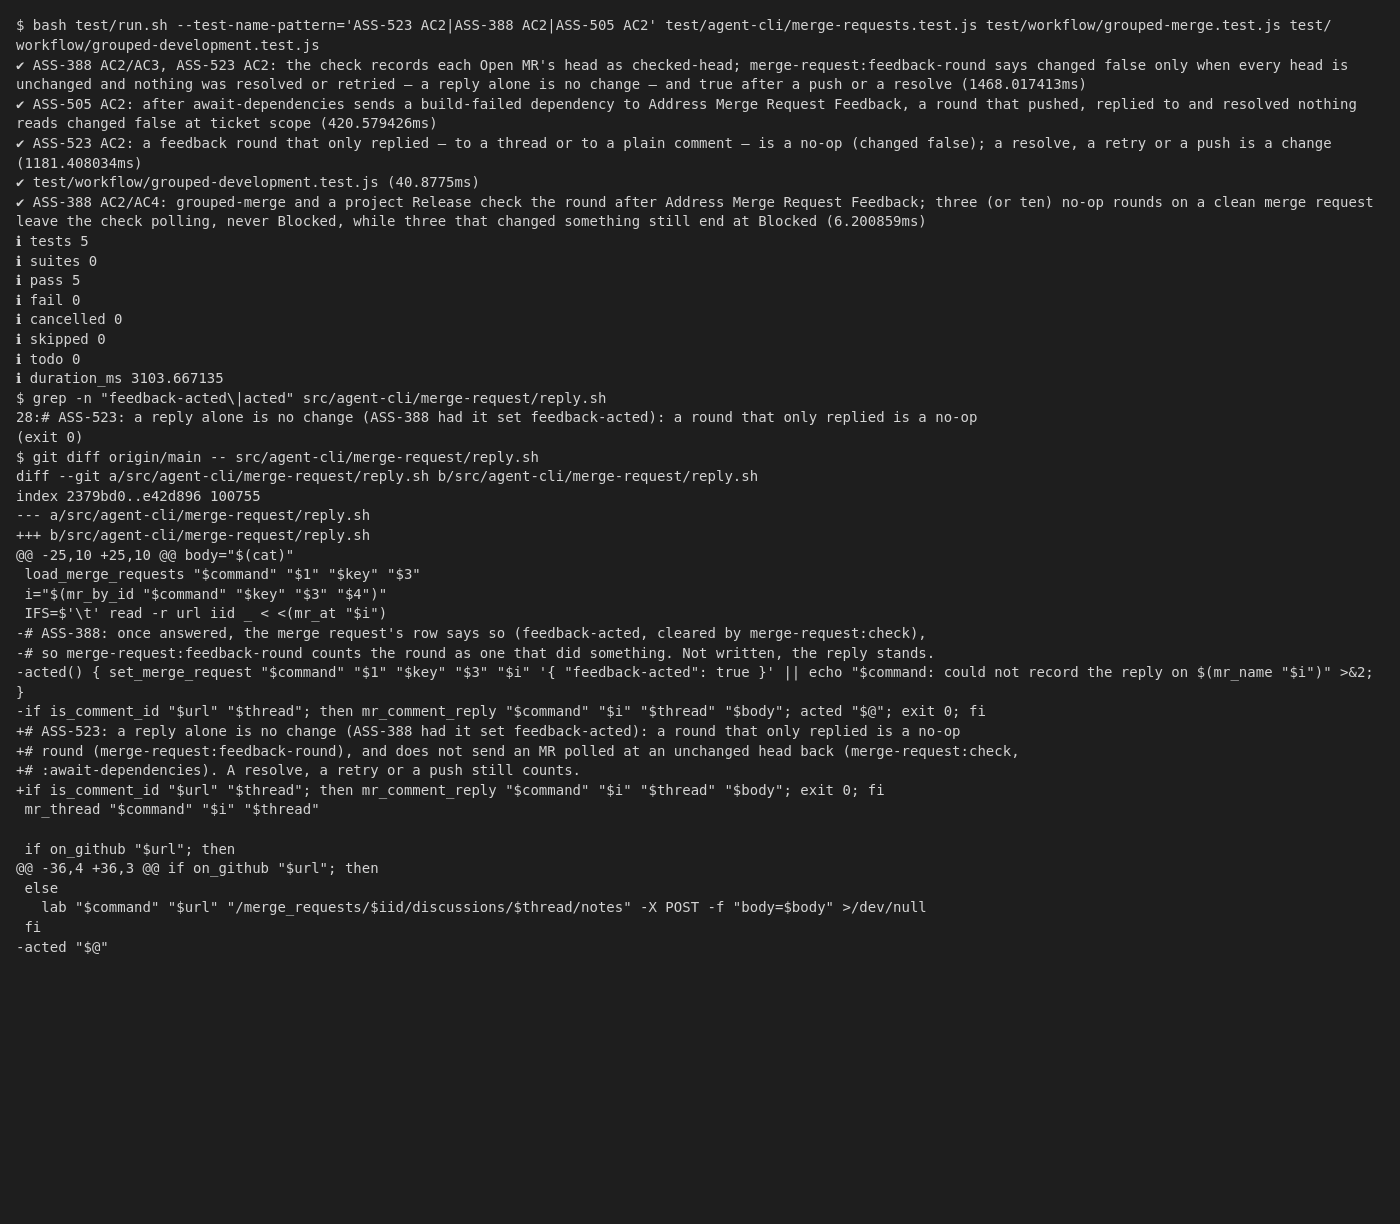 $ bash test/run.sh --test-name-pattern='ASS-523 AC2|ASS-388 AC2|ASS-505 AC2' test/agent-cli/merge-requests.test.js test/workflow/grouped-merge.test.js test/
workflow/grouped-development.test.js
✔ ASS-388 AC2/AC3, ASS-523 AC2: the check records each Open MR's head as checked-head; merge-request:feedback-round says changed false only when every head is
unchanged and nothing was resolved or retried — a reply alone is no change — and true after a push or a resolve (1468.017413ms)
✔ ASS-505 AC2: after await-dependencies sends a build-failed dependency to Address Merge Request Feedback, a round that pushed, replied to and resolved nothing
reads changed false at ticket scope (420.579426ms)
✔ ASS-523 AC2: a feedback round that only replied — to a thread or to a plain comment — is a no-op (changed false); a resolve, a retry or a push is a change
(1181.408034ms)
✔ test/workflow/grouped-development.test.js (40.8775ms)
✔ ASS-388 AC2/AC4: grouped-merge and a project Release check the round after Address Merge Request Feedback; three (or ten) no-op rounds on a clean merge request
leave the check polling, never Blocked, while three that changed something still end at Blocked (6.200859ms)
ℹ tests 5
ℹ suites 0
ℹ pass 5
ℹ fail 0
ℹ cancelled 0
ℹ skipped 0
ℹ todo 0
ℹ duration_ms 3103.667135
$ grep -n "feedback-acted\|acted" src/agent-cli/merge-request/reply.sh
28:# ASS-523: a reply alone is no change (ASS-388 had it set feedback-acted): a round that only replied is a no-op
(exit 0)
$ git diff origin/main -- src/agent-cli/merge-request/reply.sh
diff --git a/src/agent-cli/merge-request/reply.sh b/src/agent-cli/merge-request/reply.sh
index 2379bd0..e42d896 100755
--- a/src/agent-cli/merge-request/reply.sh
+++ b/src/agent-cli/merge-request/reply.sh
@@ -25,10 +25,10 @@ body="$(cat)"
 load_merge_requests "$command" "$1" "$key" "$3"
 i="$(mr_by_id "$command" "$key" "$3" "$4")"
 IFS=$'\t' read -r url iid _ < <(mr_at "$i")
-# ASS-388: once answered, the merge request's row says so (feedback-acted, cleared by merge-request:check),
-# so merge-request:feedback-round counts the round as one that did something. Not written, the reply stands.
-acted() { set_merge_request "$command" "$1" "$key" "$3" "$i" '{ "feedback-acted": true }' || echo "$command: could not record the reply on $(mr_name "$i")" >&2;
}
-if is_comment_id "$url" "$thread"; then mr_comment_reply "$command" "$i" "$thread" "$body"; acted "$@"; exit 0; fi
+# ASS-523: a reply alone is no change (ASS-388 had it set feedback-acted): a round that only replied is a no-op
+# round (merge-request:feedback-round), and does not send an MR polled at an unchanged head back (merge-request:check,
+# :await-dependencies). A resolve, a retry or a push still counts.
+if is_comment_id "$url" "$thread"; then mr_comment_reply "$command" "$i" "$thread" "$body"; exit 0; fi
 mr_thread "$command" "$i" "$thread"

 if on_github "$url"; then
@@ -36,4 +36,3 @@ if on_github "$url"; then
 else
   lab "$command" "$url" "/merge_requests/$iid/discussions/$thread/notes" -X POST -f "body=$body" >/dev/null
 fi
-acted "$@"